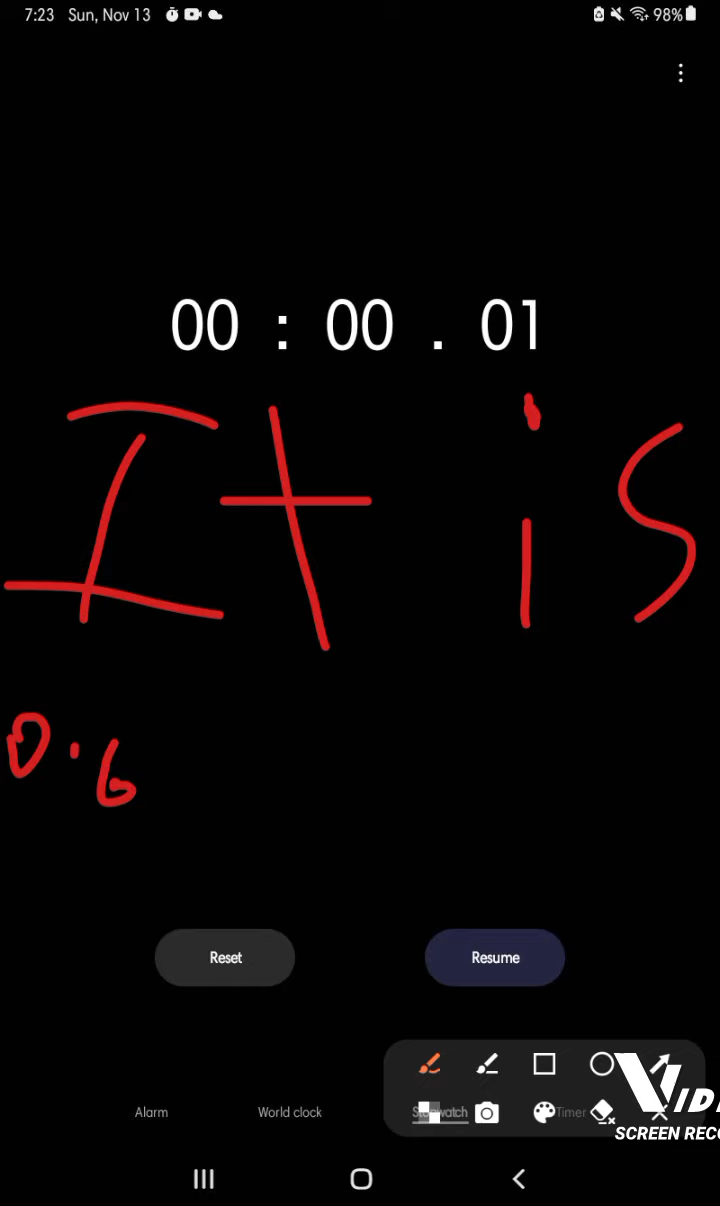 7:23 Sun, Nov 13 98%
00 : 00 . 01
It is
0.6
Reset Resume
Alarm World clock Stopwatch Timer
SCREEN RECO